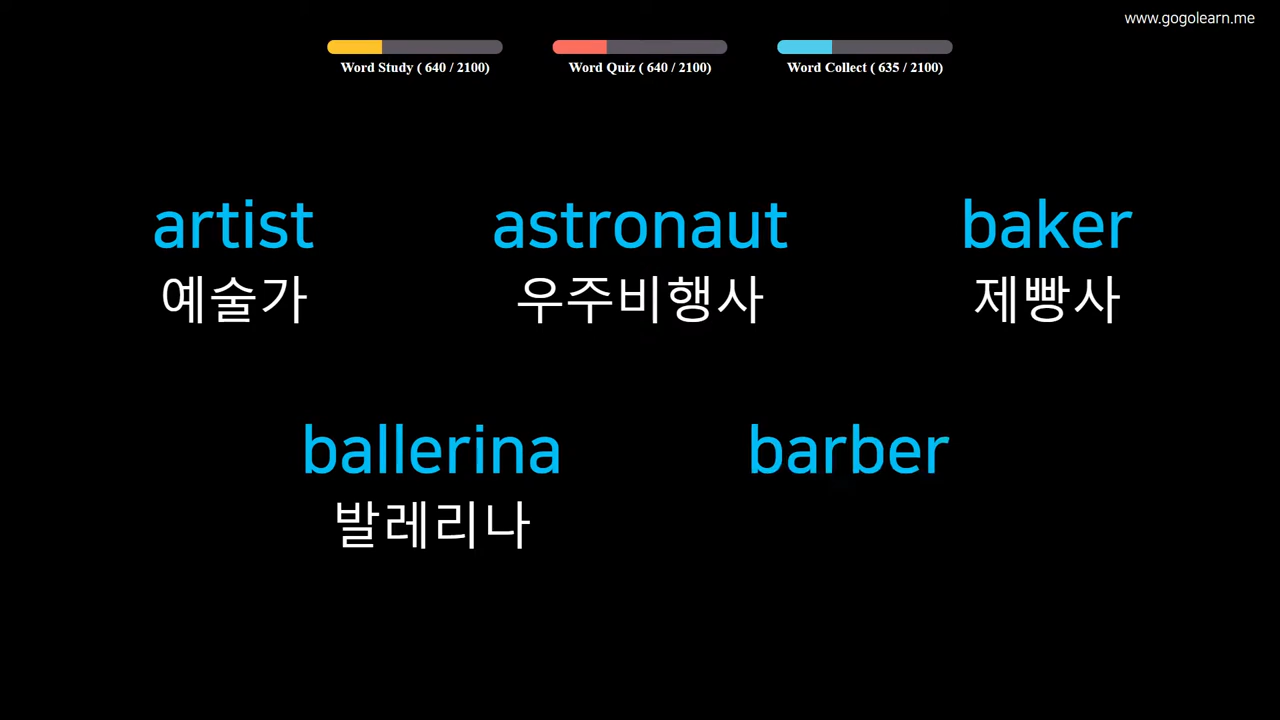 www.gogolearn.me
Word Study ( 640 / 2100)
Word Quiz ( 640 / 2100)
Word Collect ( 635 / 2100)
artist
예술가
astronaut
우주비행사
baker
제빵사
ballerina
발레리나
barber